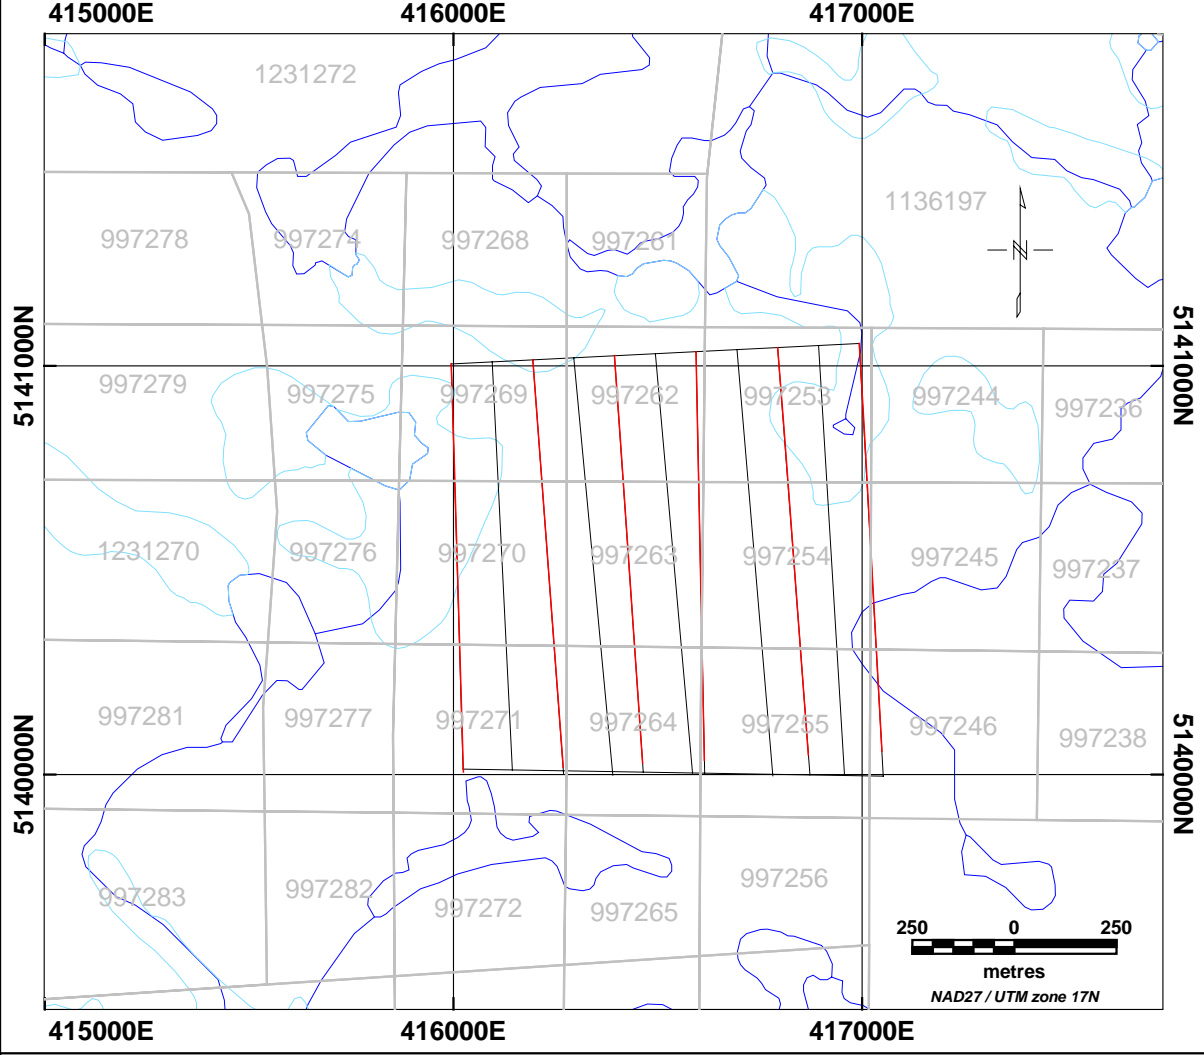 415000E 416000E 417000E
1231272
1136197
997278 997274 997268 997261
N
5141000N 5141000N
997279 997275 997269 997262 997253 997244 997236
1231270 997276 997270 997263 997254 997245 997237
997281 997277 997271 997264 997255 997246 997238
5140000N 5140000N
997283 997282 997272 997265 997256
250 0 250
metres
NAD27 / UTM zone 17N
415000E 416000E 417000E